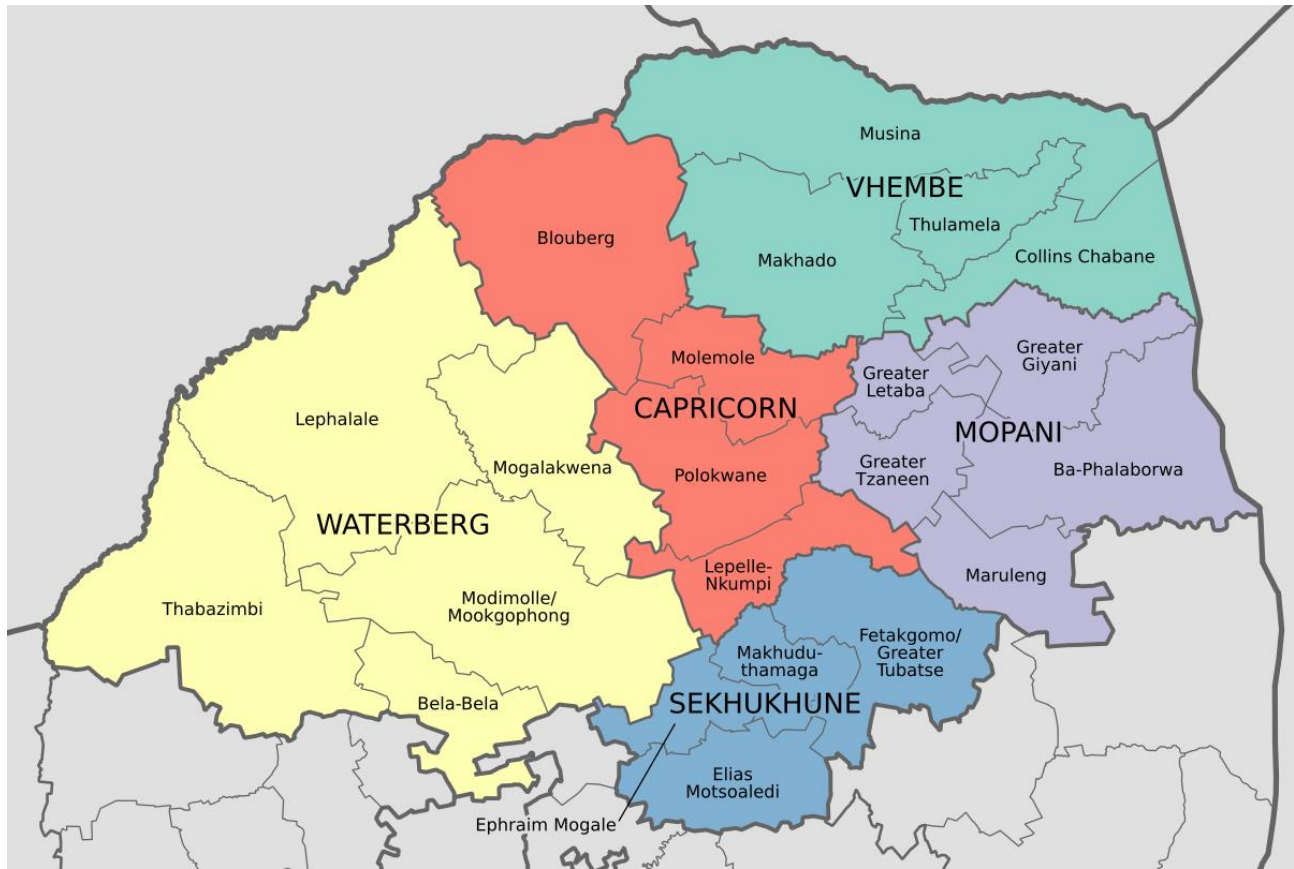 Musina
VHEMBE
Thulamela
Blouberg
Makhado
Collins Chabane
Molemole
Greater
Giyani
Greater
Letaba
CAPRICORN
Lephalale
MOPANI
Mogalakwena
Polokwane
Greater
Tzaneen
Ba-Phalaborwa
WATERBERG
Lepelle-
Nkumpi
Maruleng
Thabazimbi
Modimolle/
Mookgophong
Makhudu-
thamaga
Fetakgomo/
Greater
Tubatse
Bela-Bela
SEKHUKHUNE
Elias
Motsoaledi
Ephraim Mogale